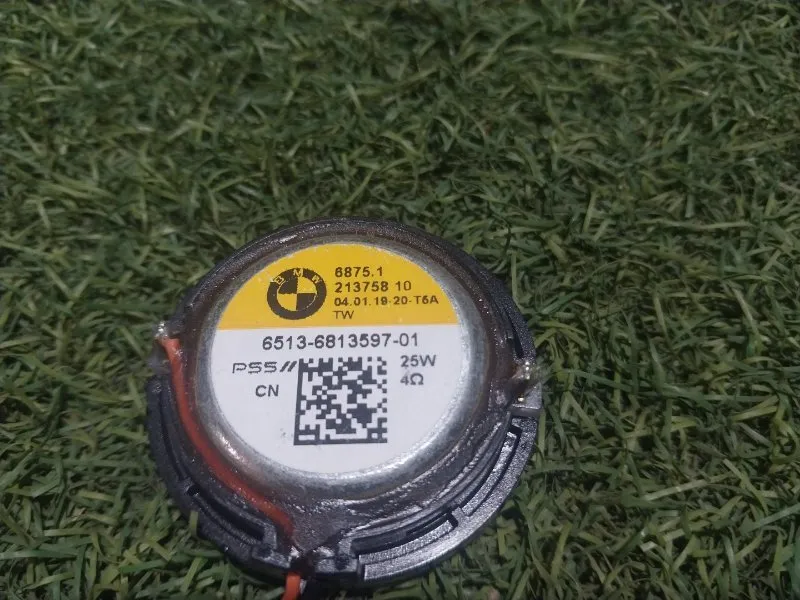 BMW
6875.1
213758 10
04.01.19-20-T6A
TW
6513-6813597-01
PSS//
25W
CN
4Ω